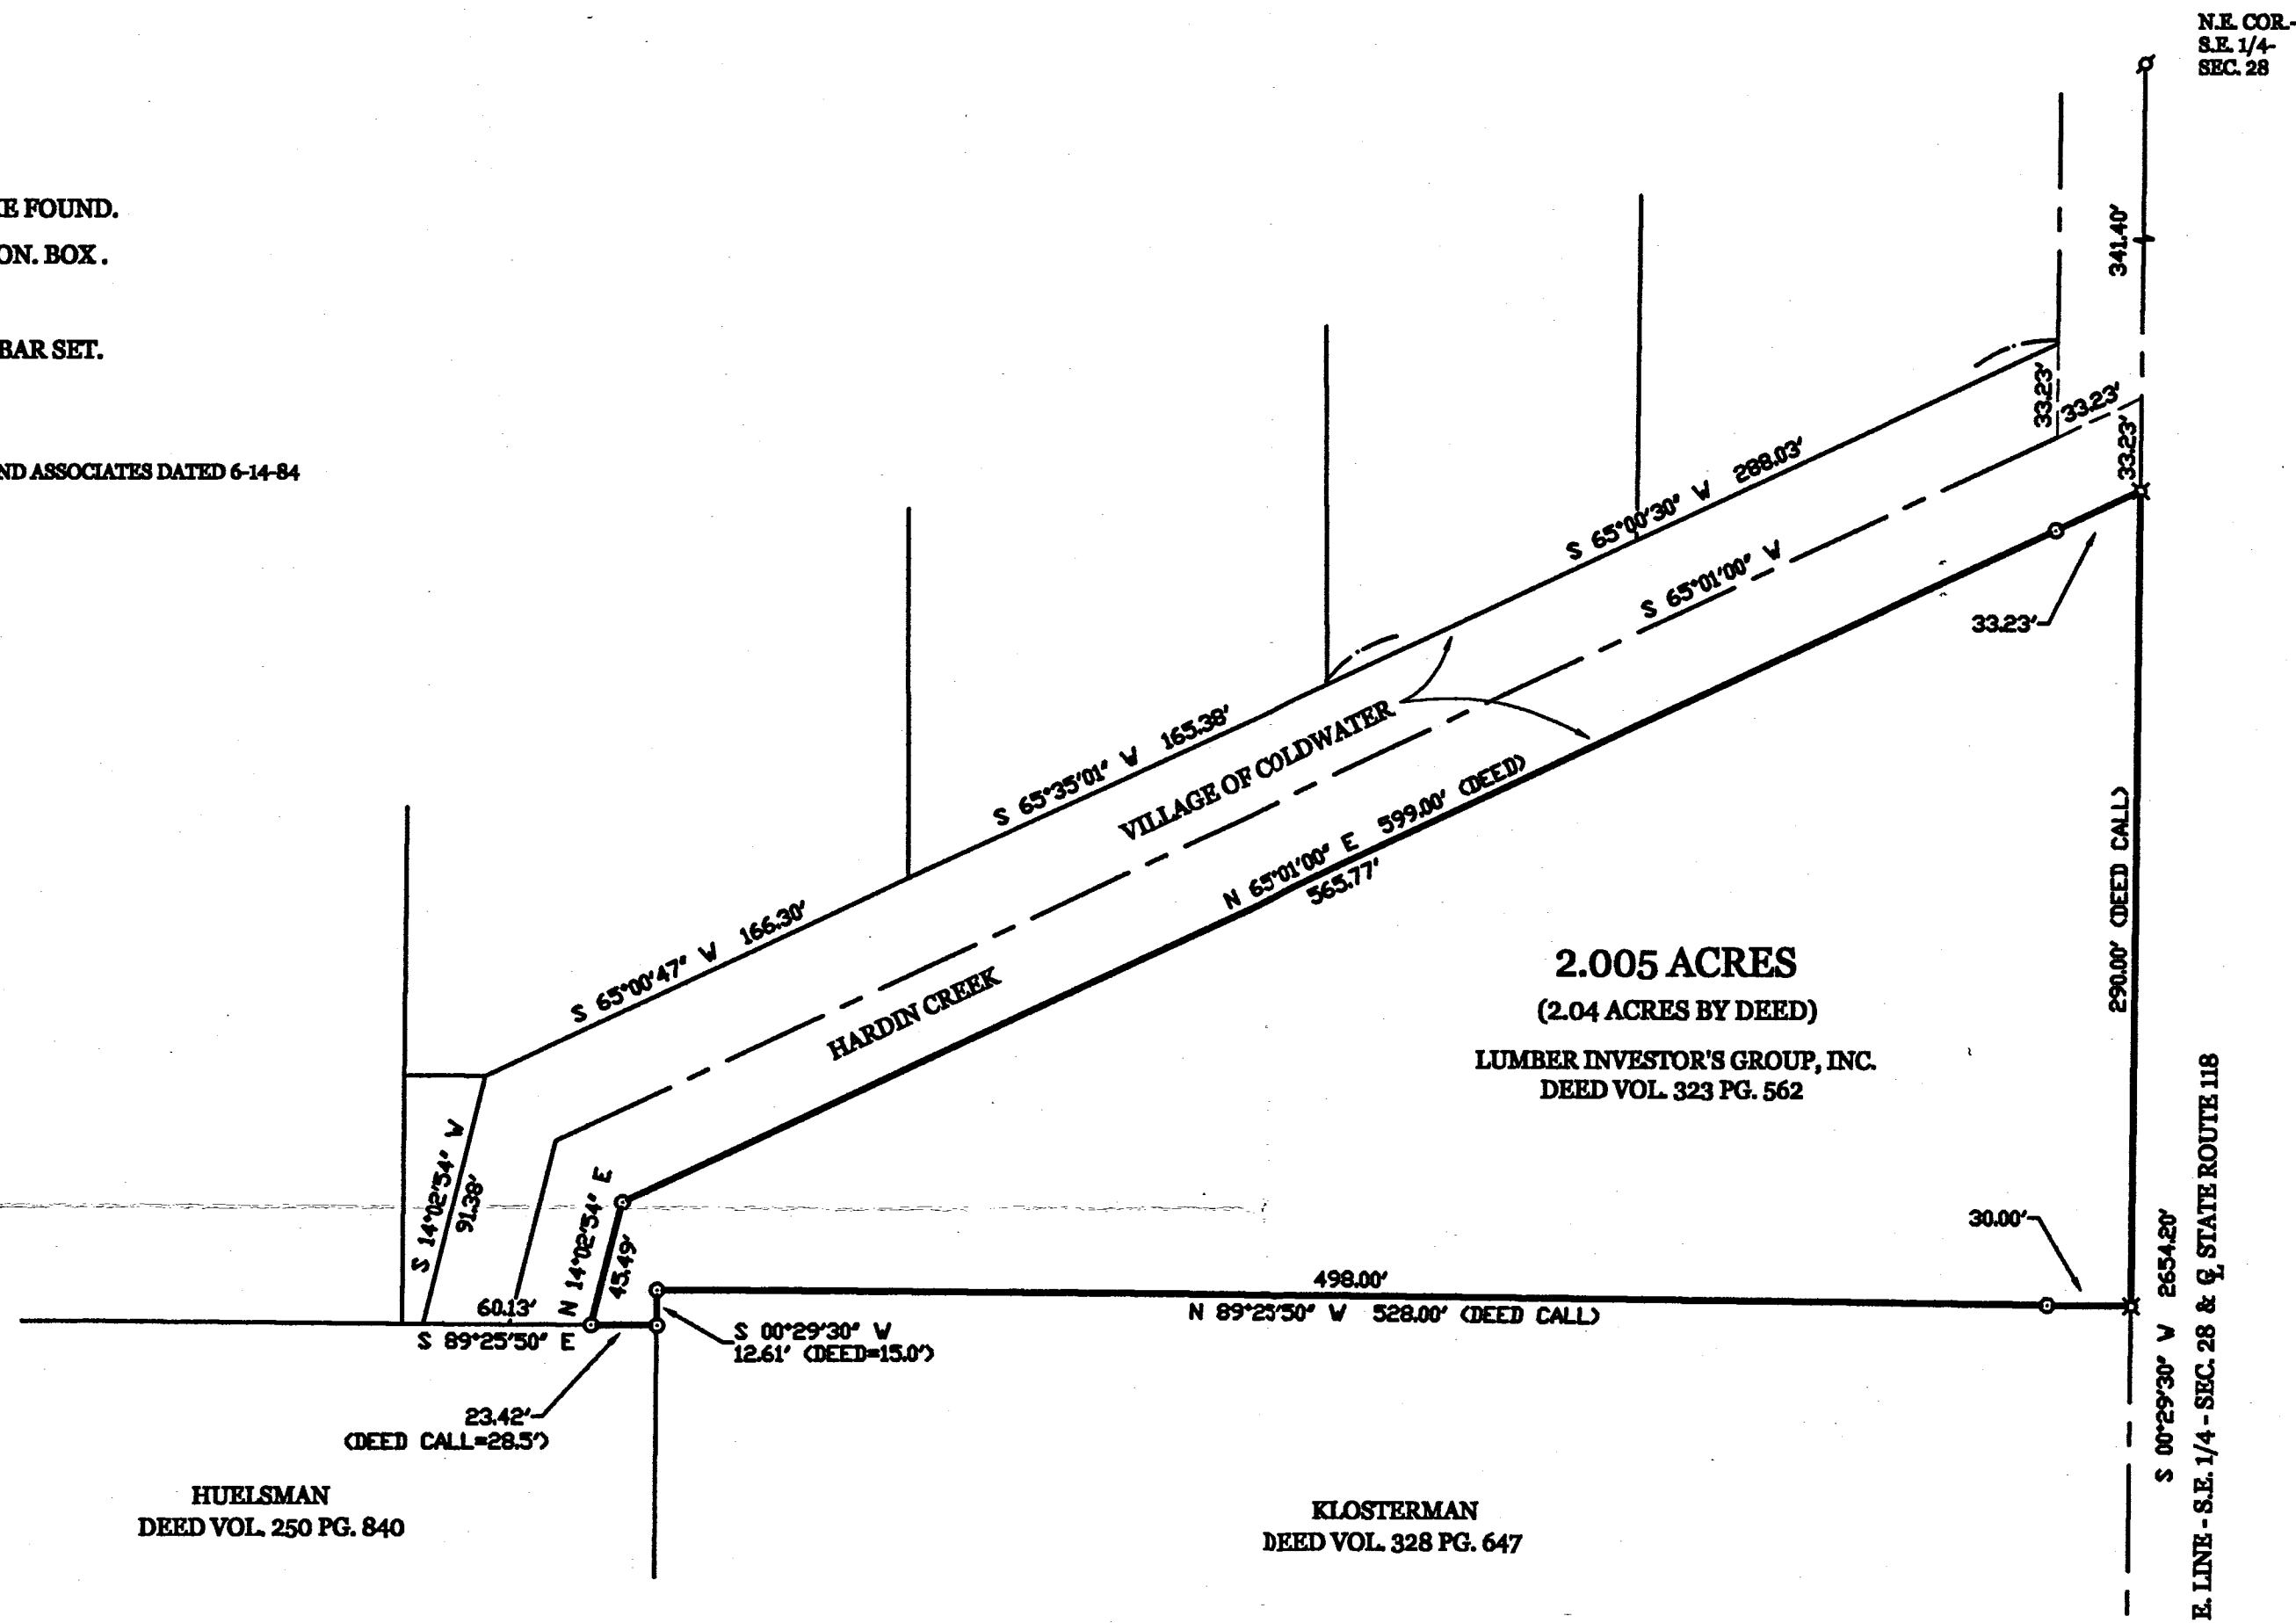 N.E. COR.-
S.E. 1/4-
SEC. 28
FOUND.
ON. BOX .
BAR SET.
ASSOCIATES DATED 6-14-84
341.40'
33.23'
33.23'
33.23'
S 65°00'30" W 288.03'
S 65°01'00" W
33.23'
S 65°35'01" W 165.38'
VILLAGE OF COLDWATER
N 65°01'00" E 599.00' (DEED)
565.77'
S 65°00'47" W 166.30'
HARDIN CREEK
2.005 ACRES
(2.04 ACRES BY DEED)
LUMBER INVESTOR'S GROUP, INC.
DEED VOL. 323 PG. 562
290.00' (DEED CALL)
S 14°02'54" W
91.38'
N 14°02'54" E
45.49'
60.13'
S 89°25'50" E
S 00°29'30" W
12.61' (DEED=15.0')
23.42'
(DEED CALL=28.5')
498.00'
N 89°25'50" W 528.00' (DEED CALL)
30.00'
S 00°29'30" W 2654.20'
E. LINE - S.E. 1/4 - SEC. 28 & ℄ STATE ROUTE 118
HUELSMAN
DEED VOL. 250 PG. 840
KLOSTERMAN
DEED VOL. 328 PG. 647